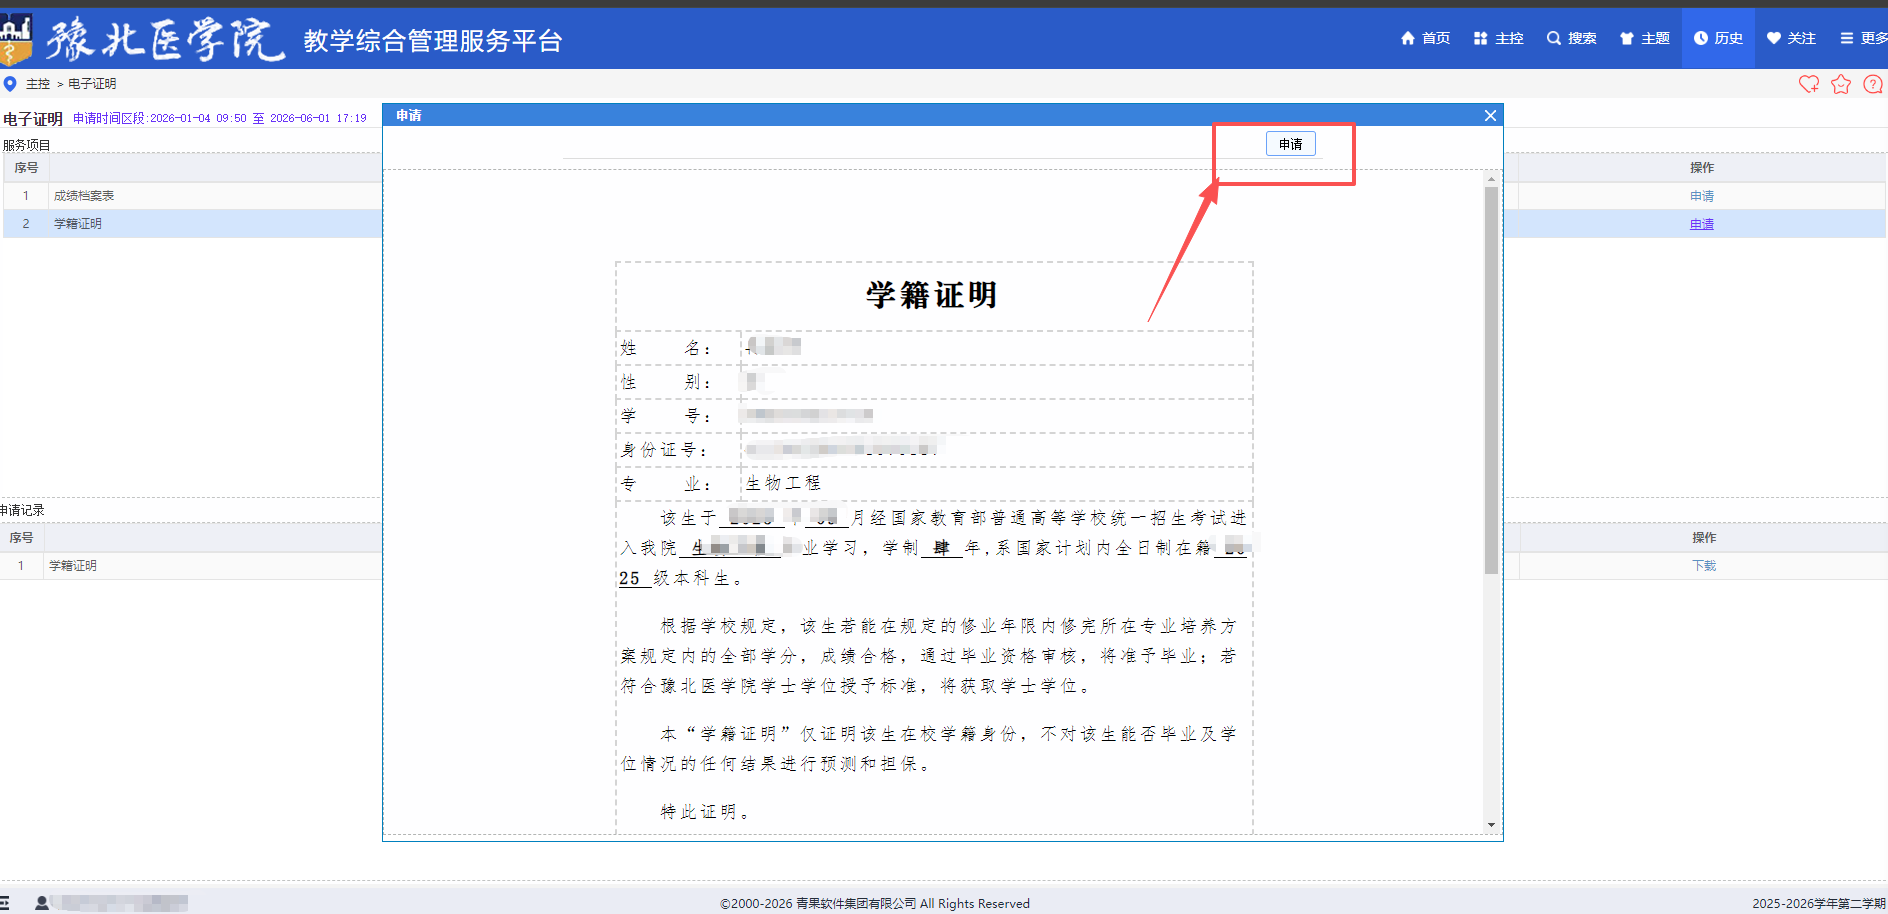 豫北医学院 教学综合管理服务平台 首页 主控 搜索 主题 历史 关注 更多
主控 > 电子证明
电子证明 申请时间区段:2026-01-04 09:50 至 2026-06-01 17:19
服务项目
序号 操作
1 成绩档案表 申请
2 学籍证明 申请
申请
申请
学籍证明
姓 名：
性 别：
学 号：
身份证号：
专 业： 生物工程
该生于 月经国家教育部普通高等学校统一招生考试进
入我院 生 业学习，学制 肆 年,系国家计划内全日制在籍
25 级本科生。
根据学校规定，该生若能在规定的修业年限内修完所在专业培养方
案规定内的全部学分，成绩合格，通过毕业资格审核，将准予毕业；若
符合豫北医学院学士学位授予标准，将获取学士学位。
本“学籍证明”仅证明该生在校学籍身份，不对该生能否毕业及学
位情况的任何结果进行预测和担保。
特此证明。
申请记录
序号 操作
1 学籍证明 下载
©2000-2026 青果软件集团有限公司 All Rights Reserved 2025-2026学年第二学期